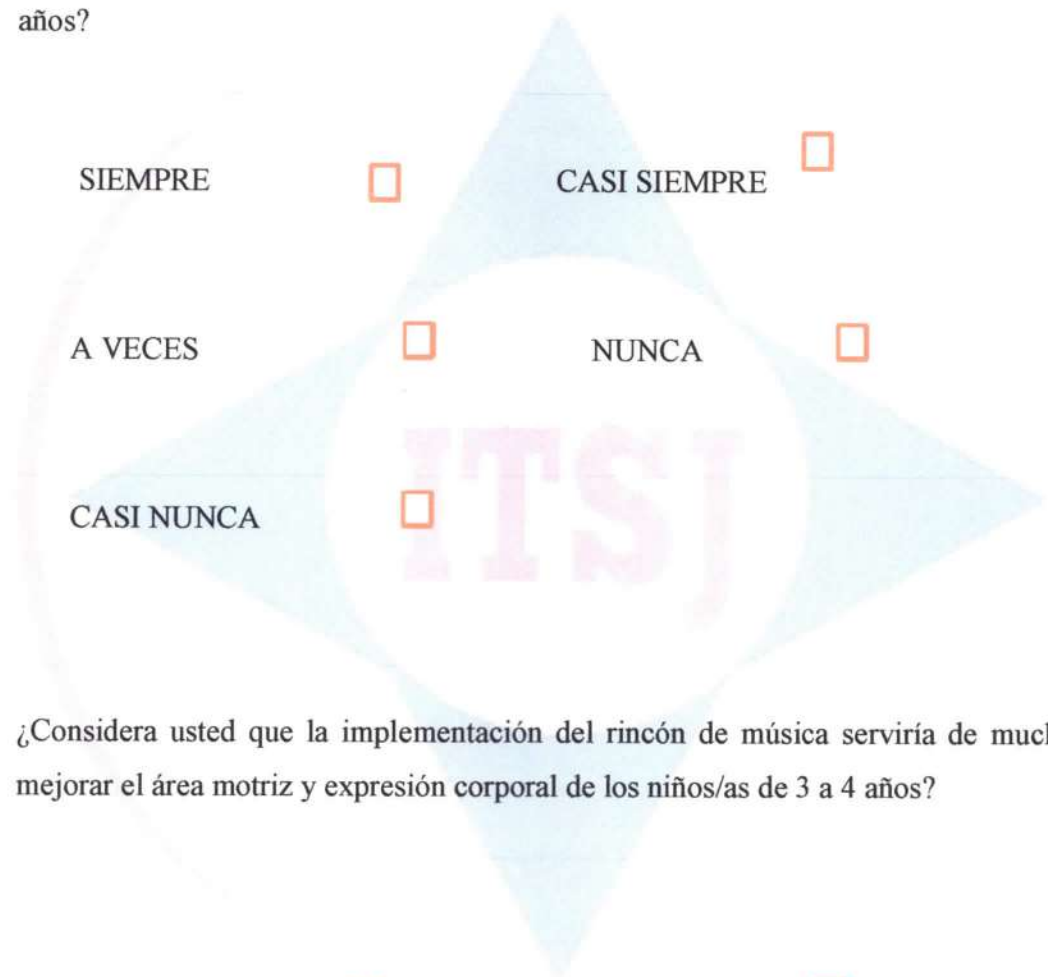 años?
SIEMPRE CASI SIEMPRE
A VECES NUNCA
ITSJ
CASI NUNCA
¿Considera usted que la implementación del rincón de música serviría de
mejorar el área motriz y expresión corporal de los niños/as de 3 a 4 años?